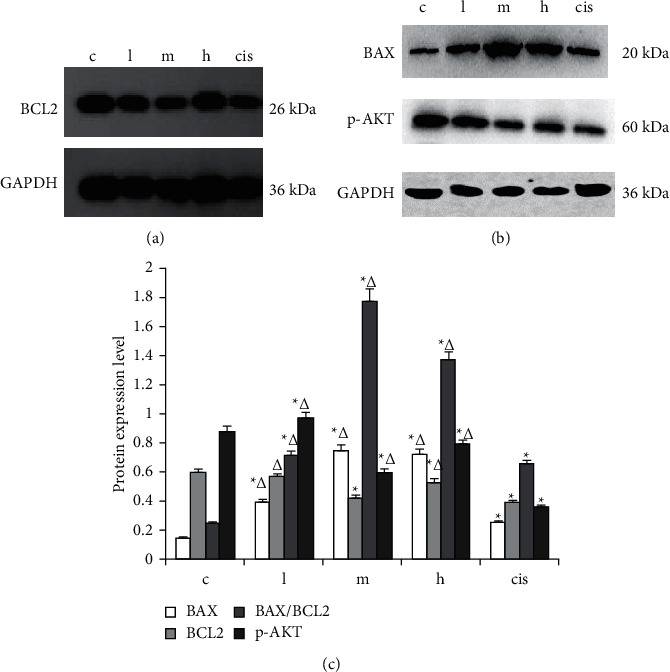 c l m h cis
BCL2 26 kDa
GAPDH 36 kDa
(a)
c l m h cis
BAX 20 kDa
p-AKT 60 kDa
GAPDH 36 kDa
(b)
Protein expression level
2
1.8
1.6
1.4
1.2
1
0.8
0.6
0.4
0.2
0
*Δ *Δ Δ *Δ *Δ
*Δ * *Δ *Δ
*Δ *Δ *Δ *Δ
* * * *
c l m h cis
BAX BAX/BCL2
BCL2 p-AKT
(c)